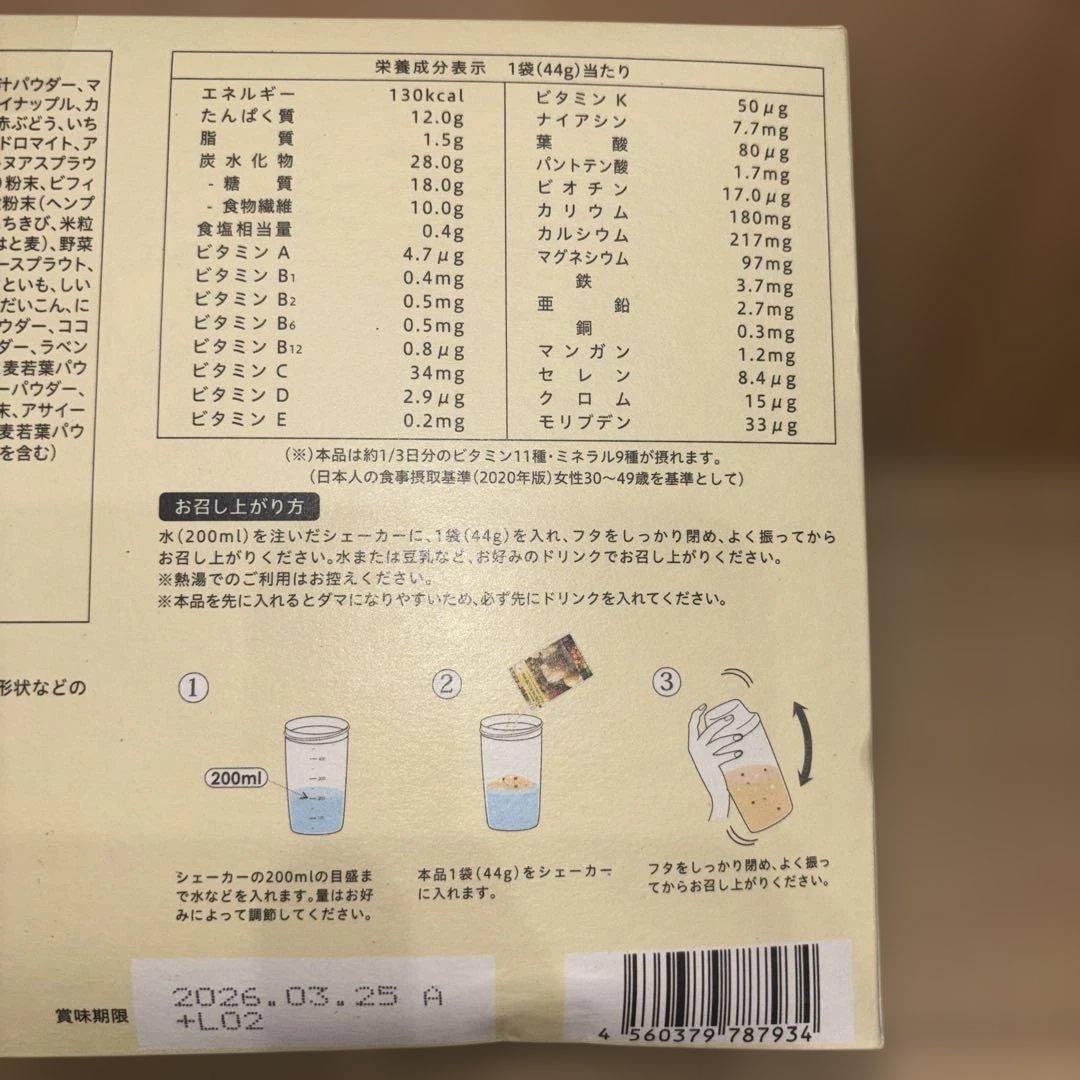 汁パウダー、マ
イナップル、カ
赤ぶどう、いち
ドロマイト、ア
ヌアスプラウ
粉末、ビフィ
粉末(ヘンプ
ちきび、米粒
はと麦)、野菜
ースプラウト、
といも、しい
だいこん、に
ウダー、ココ
ダー、ラベン
麦若葉パウ
ーパウダー、
末、アサイー
麦若葉パウ
を含む)
形状などの
栄養成分表示 1袋(44g)当たり
エネルギー 130kcal
たんぱく質 12.0g
脂質 1.5g
炭水化物 28.0g
- 糖質 18.0g
- 食物繊維 10.0g
食塩相当量 0.4g
ビタミン A 4.7μg
ビタミン B1 0.4mg
ビタミン B2 0.5mg
ビタミン B6 0.5mg
ビタミン B12 0.8μg
ビタミン C 34mg
ビタミン D 2.9μg
ビタミン E 0.2mg
ビタミン K 50μg
ナイアシン 7.7mg
葉酸 80μg
パントテン酸 1.7mg
ビオチン 17.0μg
カリウム 180mg
カルシウム 217mg
マグネシウム 97mg
鉄 3.7mg
亜鉛 2.7mg
銅 0.3mg
マンガン 1.2mg
セレン 8.4μg
クロム 15μg
モリブデン 33μg
(※)本品は約1/3日分のビタミン11種・ミネラル9種が摂れます。
(日本人の食事摂取基準(2020年版)女性30〜49歳を基準として)
お召し上がり方
水(200ml)を注いだシェーカーに、1袋(44g)を入れ、フタをしっかり閉め、よく振ってから
お召し上がりください。水または豆乳など、お好みのドリンクでお召し上がりください。
※熱湯でのご利用はお控えください。
※本品を先に入れるとダマになりやすいため、必ず先にドリンクを入れてください。
1
200ml
シェーカーの200mlの目盛ま
で水などを入れます。量はお好
みによって調節してください。
2
本品1袋(44g)をシェーカー
に入れます。
3
フタをしっかり閉め、よく振っ
てからお召し上がりください。
賞味期限
2026.03.25 A
+L02
4 560379 787934